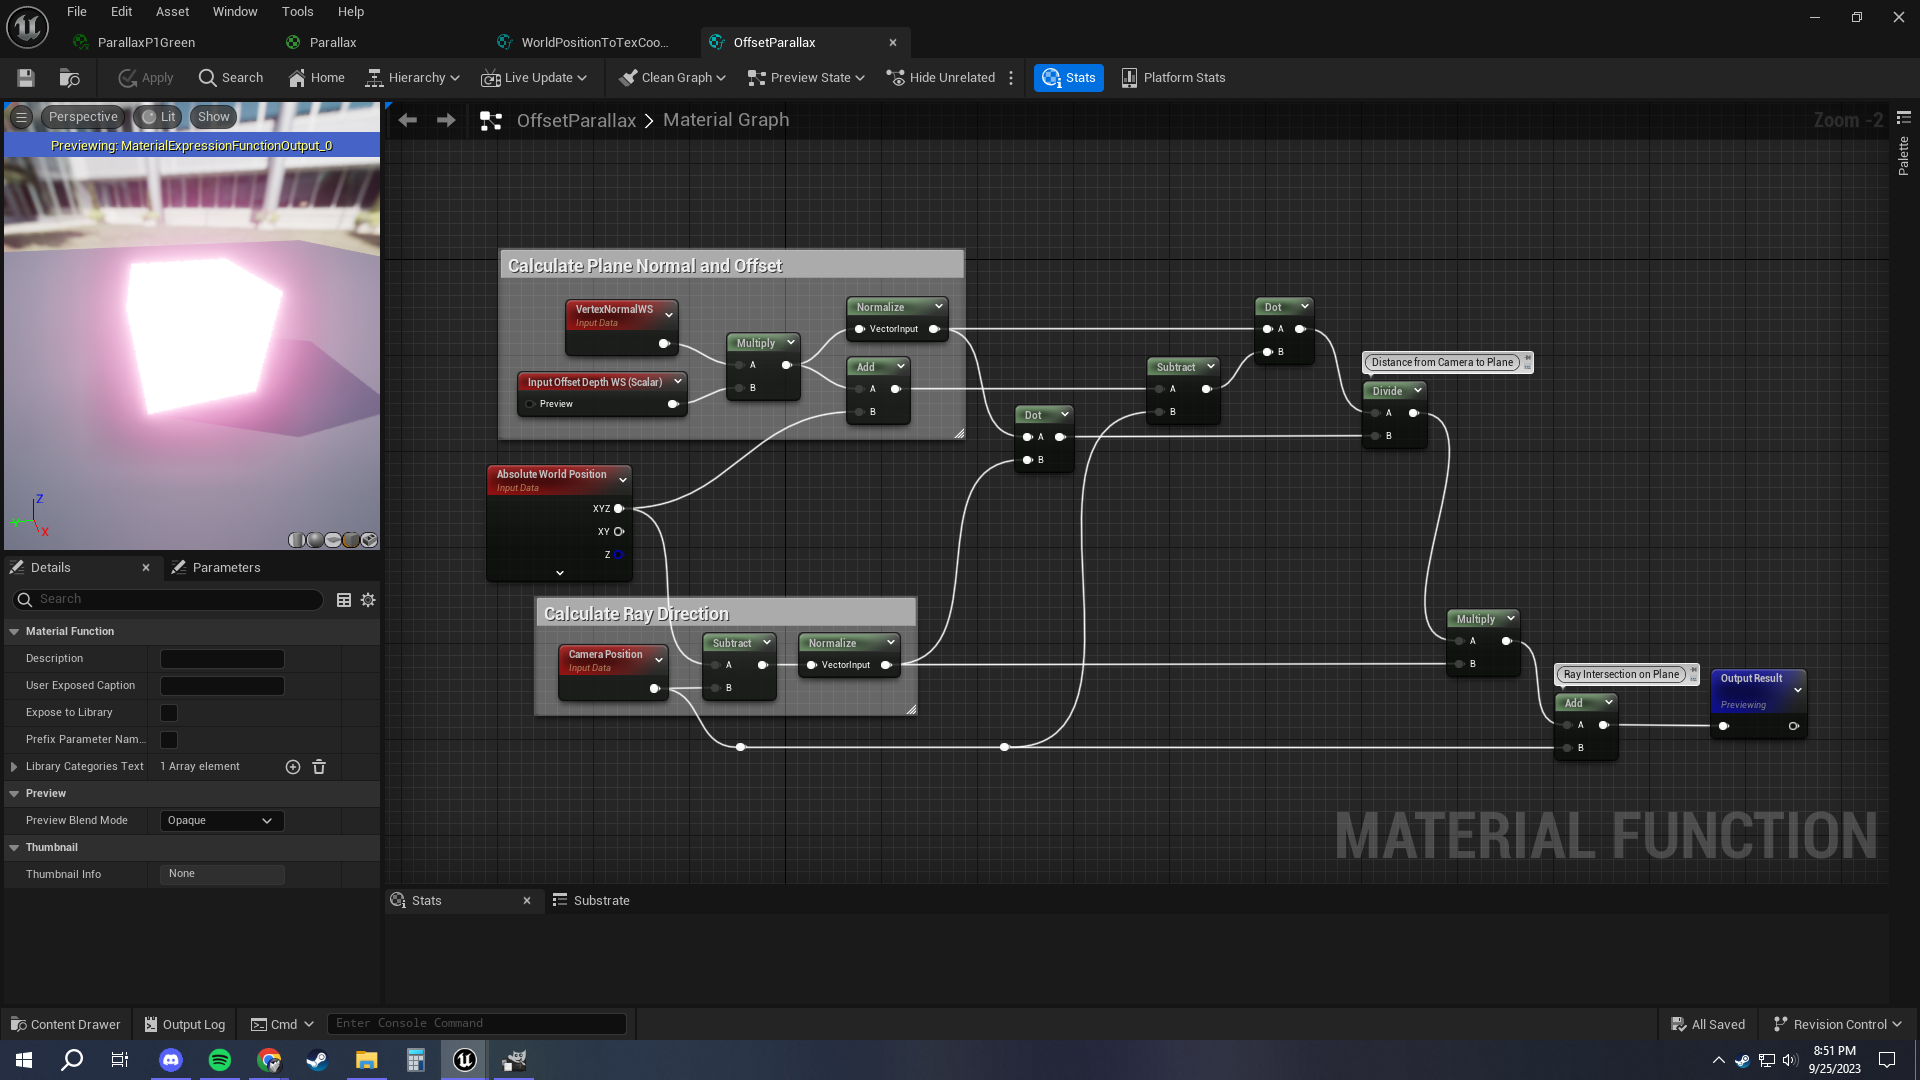 File Edit Asset Window Tools Help
ParallaxP1Green Parallax WorldPositionToTexCoo... OffsetParallax
Apply Search Home Hierarchy Live Update Clean Graph Preview State Hide Unrelated Stats Platform Stats
Perspective Lit Show
Previewing: MaterialExpressionFunctionOutput_0
Z
Y
X
OffsetParallax > Material Graph
Zoom -2
Palette
Calculate Plane Normal and Offset
VertexNormalWS
Input Data
Input Offset Depth WS (Scalar)
Preview
Multiply
A
B
Normalize
VectorInput
Add
A
B
Absolute World Position
Input Data
XYZ
XY
Z
Calculate Ray Direction
Camera Position
Input Data
Subtract
A
B
Normalize
VectorInput
Dot
A
B
Subtract
A
B
Dot
A
B
Distance from Camera to Plane
Divide
A
B
Multiply
A
B
Ray Intersection on Plane
Add
A
B
Output Result
Previewing
MATERIAL FUNCTION
Details Parameters
Search
Material Function
Description
User Exposed Caption
Expose to Library
Prefix Parameter Nam...
Library Categories Text 1 Array element
Preview
Preview Blend Mode Opaque
Thumbnail
Thumbnail Info None
Stats Substrate
Content Drawer Output Log Cmd Enter Console Command All Saved Revision Control
8:51 PM
9/25/2023